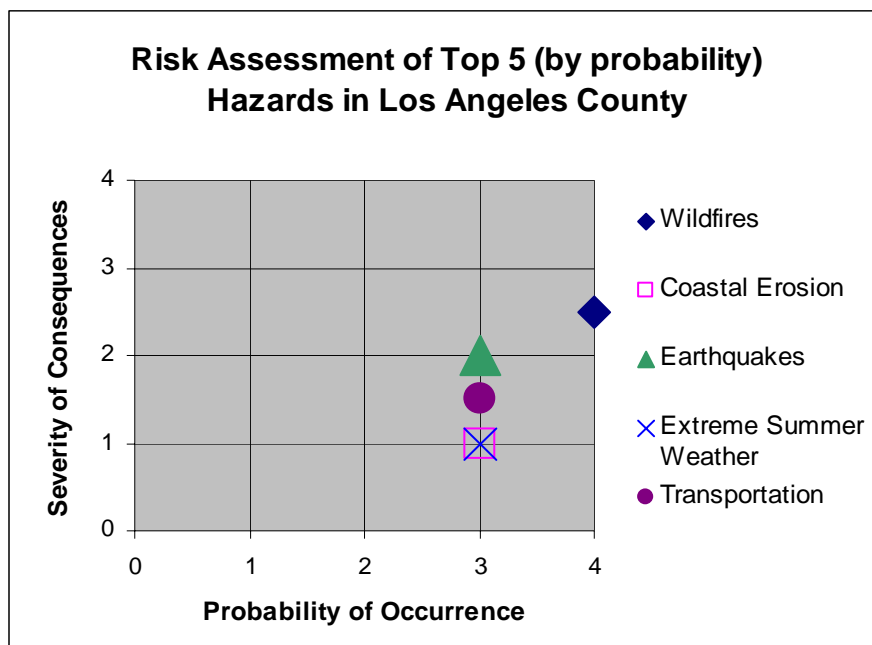 Risk Assessment of Top 5 (by probability)
Hazards in Los Angeles County
Severity of Consequences
4
3
2
1
0
0 1 2 3 4
Probability of Occurrence
Wildfires
Coastal Erosion
Earthquakes
Extreme Summer
Weather
Transportation